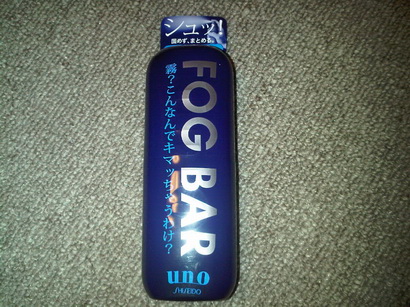 シュッ!
固めず、まとめる。
FOG BAR
霧?こんなんでキマッちゃうわけ?
uno
SHISEIDO